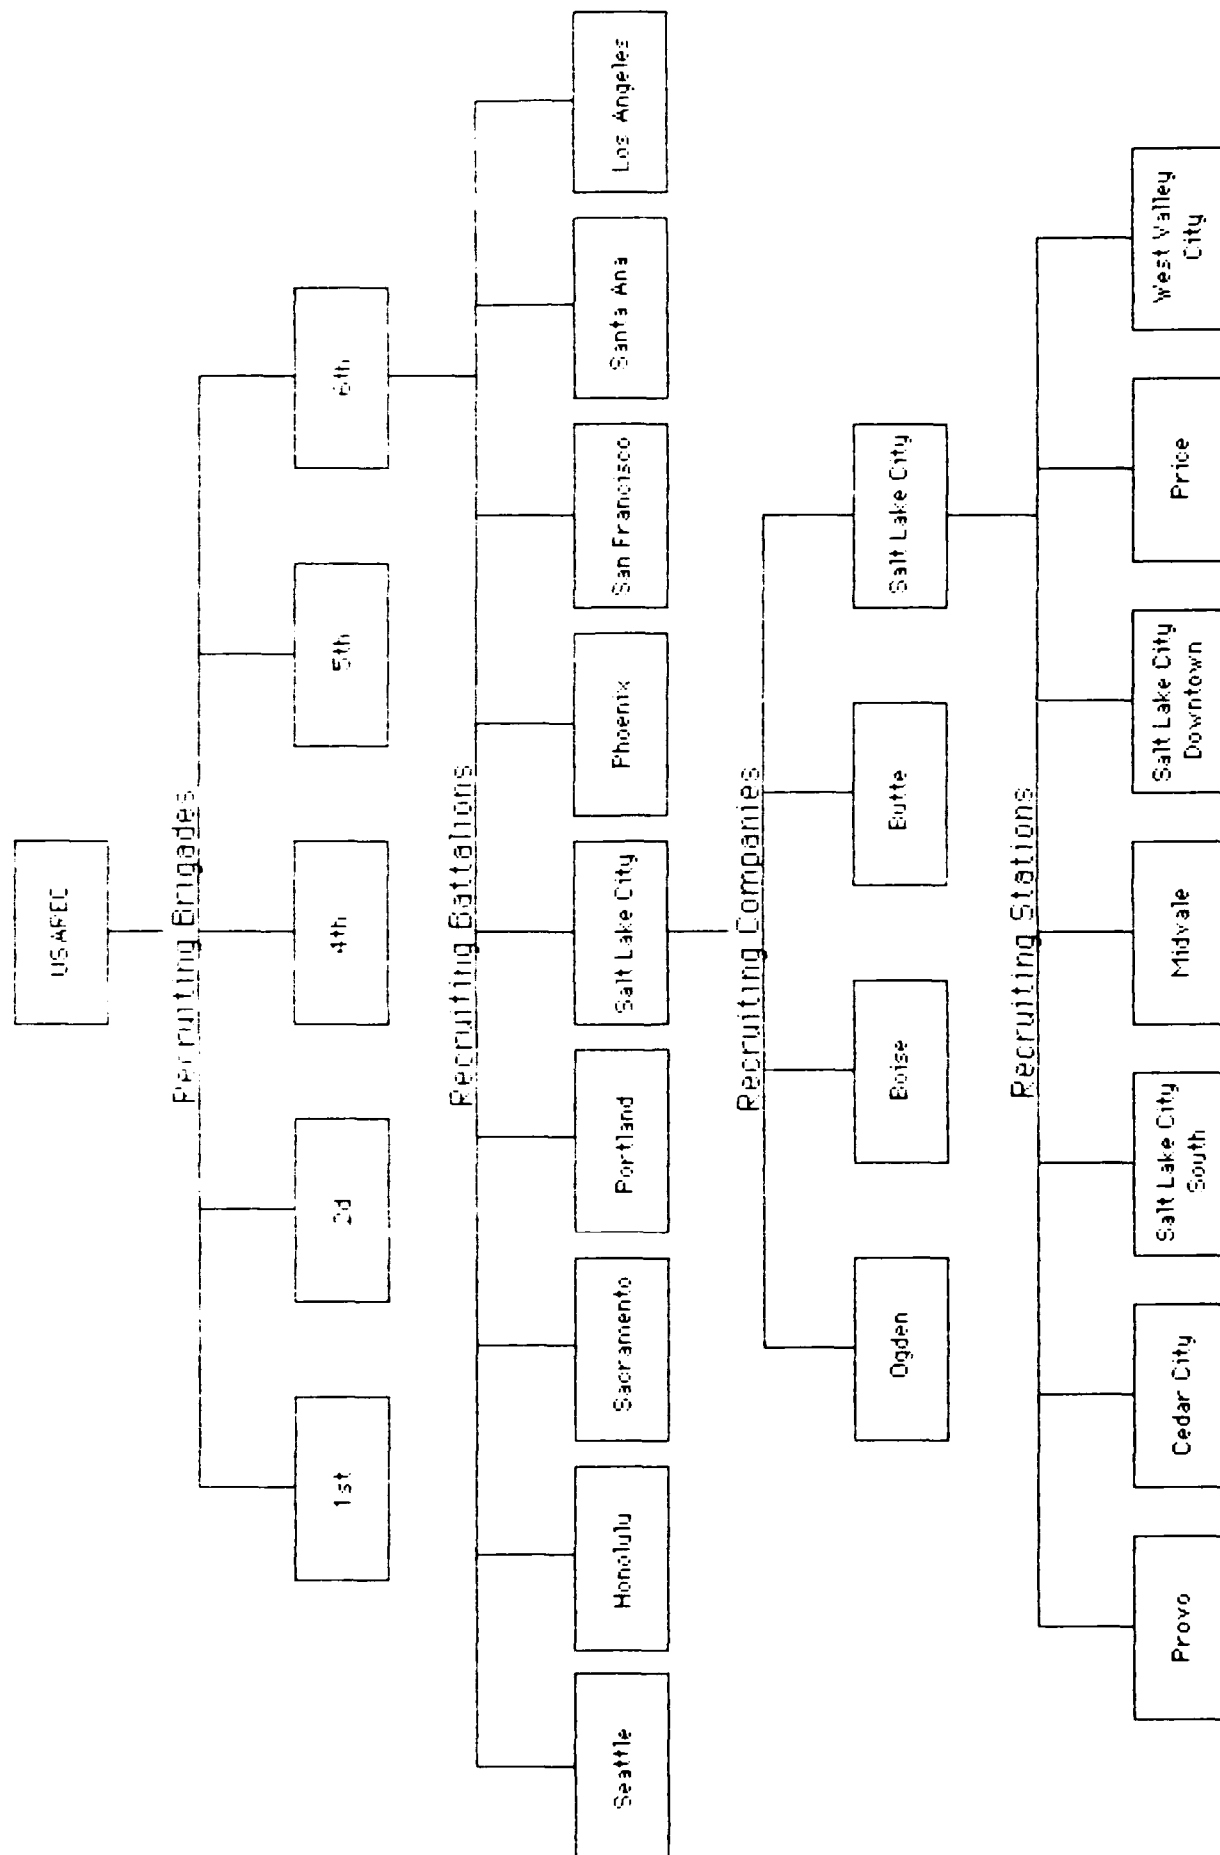 USAREC
Recruiting Brigades
1st
2d
4th
5th
6th
Recruiting Battalions
Seattle
Honolulu
Sacramento
Portland
Salt Lake City
Phoenix
San Francisco
Santa Ana
Los Angeles
Recruiting Companies
Ogden
Boise
Butte
Salt Lake City
Recruiting Stations
Provo
Cedar City
Salt Lake City
South
Midvale
Salt Lake City
Downtown
Price
West Valley
City